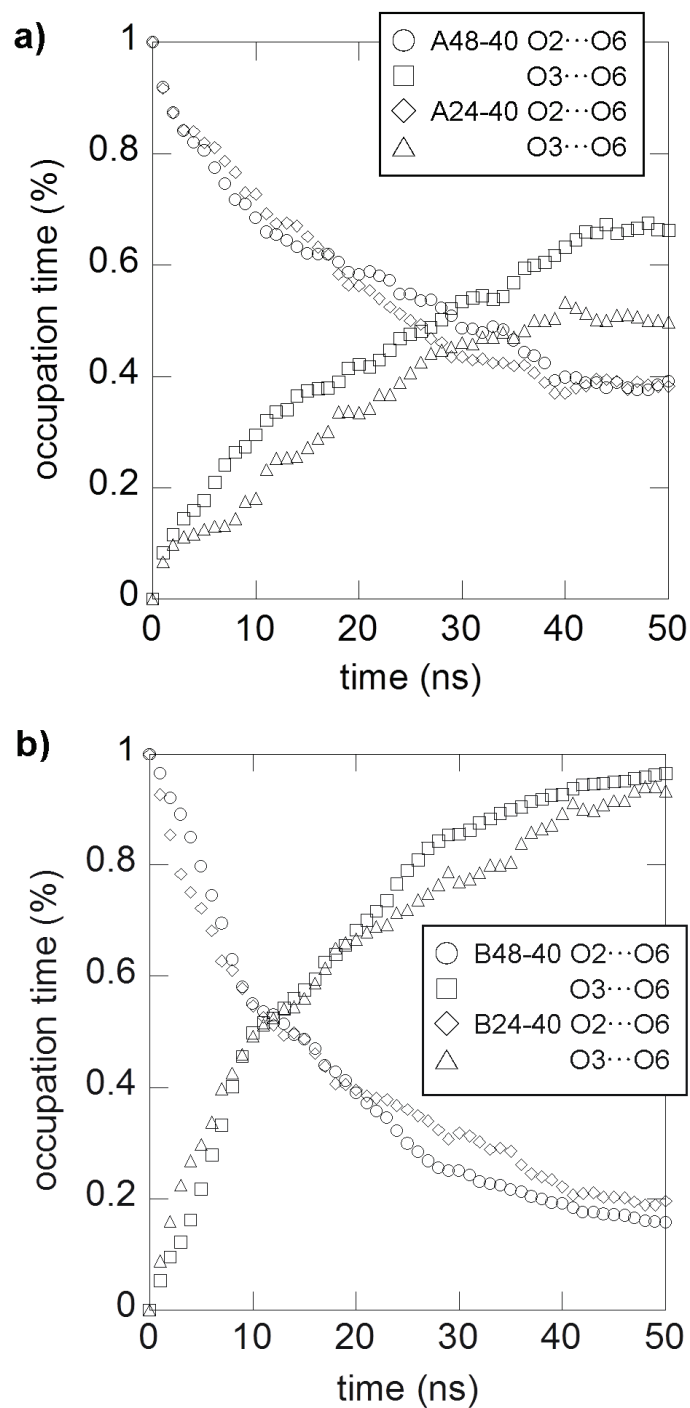 a)
1
0.8
0.6
0.4
0.2
0
occupation time (%)
A48-40 O2···O6
O3···O6
A24-40 O2···O6
O3···O6
0 10 20 30 40 50
time (ns)
b)
1
0.8
0.6
0.4
0.2
0
occupation time (%)
B48-40 O2···O6
O3···O6
B24-40 O2···O6
O3···O6
0 10 20 30 40 50
time (ns)